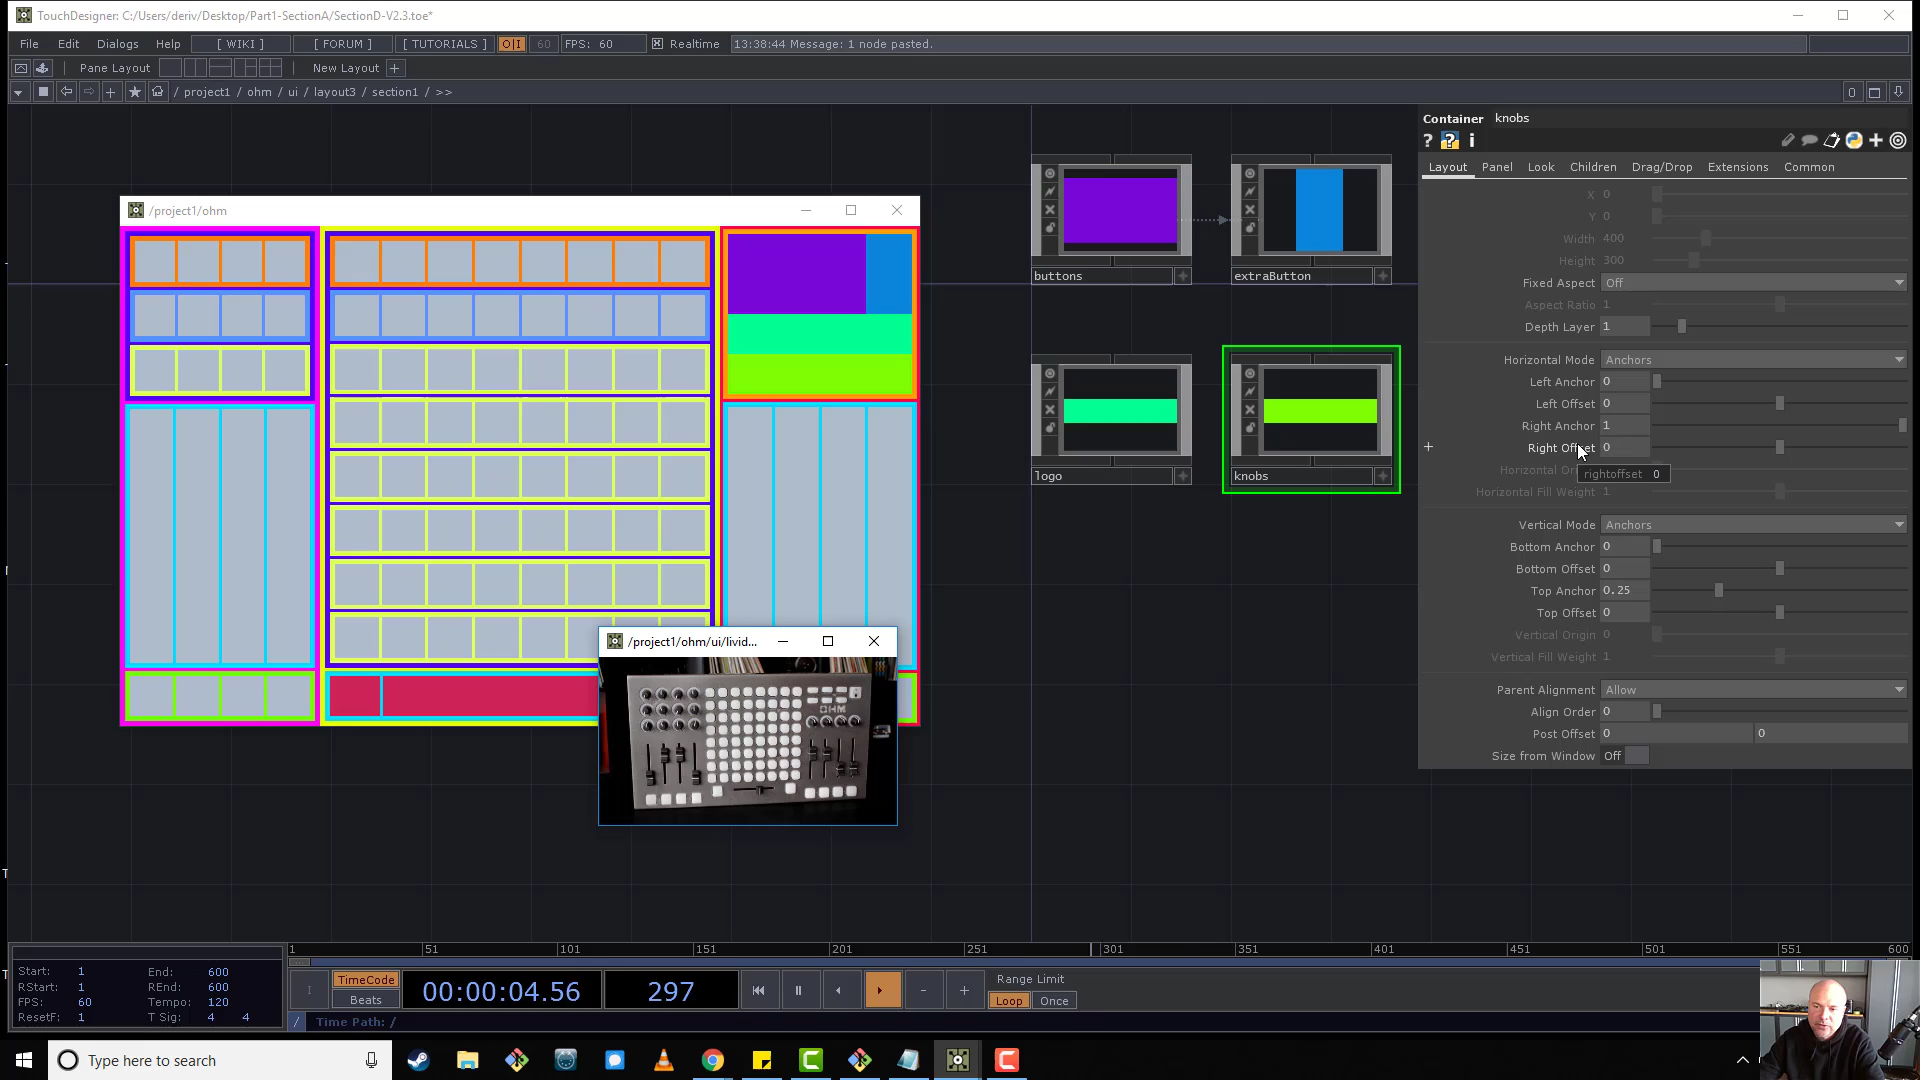 TouchDesigner: C:/Users/deriv/Desktop/Part1-SectionA/SectionD-V2.3.toe*
File Edit Dialogs Help [ WIKI ] [ FORUM ] [ TUTORIALS ] O|I 60 FPS: 60 Realtime 13:38:44 Message: 1 node pasted.
Pane Layout New Layout +
/ project1 / ohm / ui / layout3 / section1 / >> 0
Container knobs
? ? i
Layout Panel Look Children Drag/Drop Extensions Common
X 0
Y 0
Width 400
Height 300
Fixed Aspect Off
Aspect Ratio 1
Depth Layer 1
Horizontal Mode Anchors
Left Anchor 0
Left Offset 0
Right Anchor 1
Right Offset 0
rightoffset 0
Horizontal Fill Weight 1
Vertical Mode Anchors
Bottom Anchor 0
Bottom Offset 0
Top Anchor 0.25
Top Offset 0
Vertical Origin 0
Vertical Fill Weight 1
Parent Alignment Allow
Align Order 0
Post Offset 0 0
Size from Window Off
/project1/ohm
buttons
extraButton
logo
knobs
/project1/ohm/ui/livid...
OHM
1 51 101 151 201 251 301 351 401 451 501 551 600
Start: 1 End: 600
RStart: 1 REnd: 600
FPS: 60 Tempo: 120
ResetF: 1 T Sig: 4 4
TimeCode
Beats
00:00:04.56
297
Range Limit
Loop Once
/ Time Path: /
Type here to search